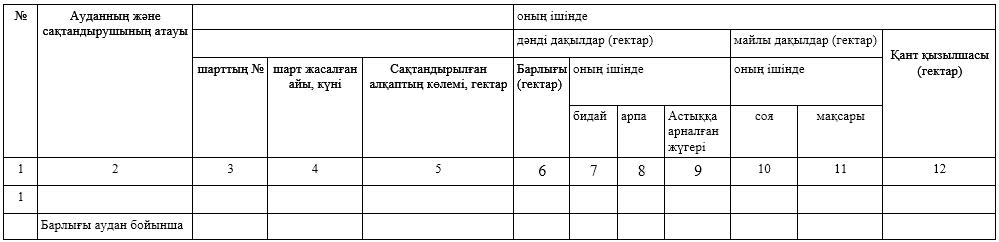 №
Ауданның және
сақтандырушының атауы
оның ішінде
дәнді дақылдар (гектар)
майлы дақылдар (гектар)
Қант қызылшасы
(гектар)
шарттың №
шарт жасалған
айы, күні
Сақтандырылған
алқаптың көлемі, гектар
Барлығы
(гектар)
оның ішінде
оның ішінде
бидай
арпа
Астыққа
арналған
жүгері
соя
мақсары
1 2 3 4 5 6 7 8 9 10 11 12
1
Барлығы аудан бойынша